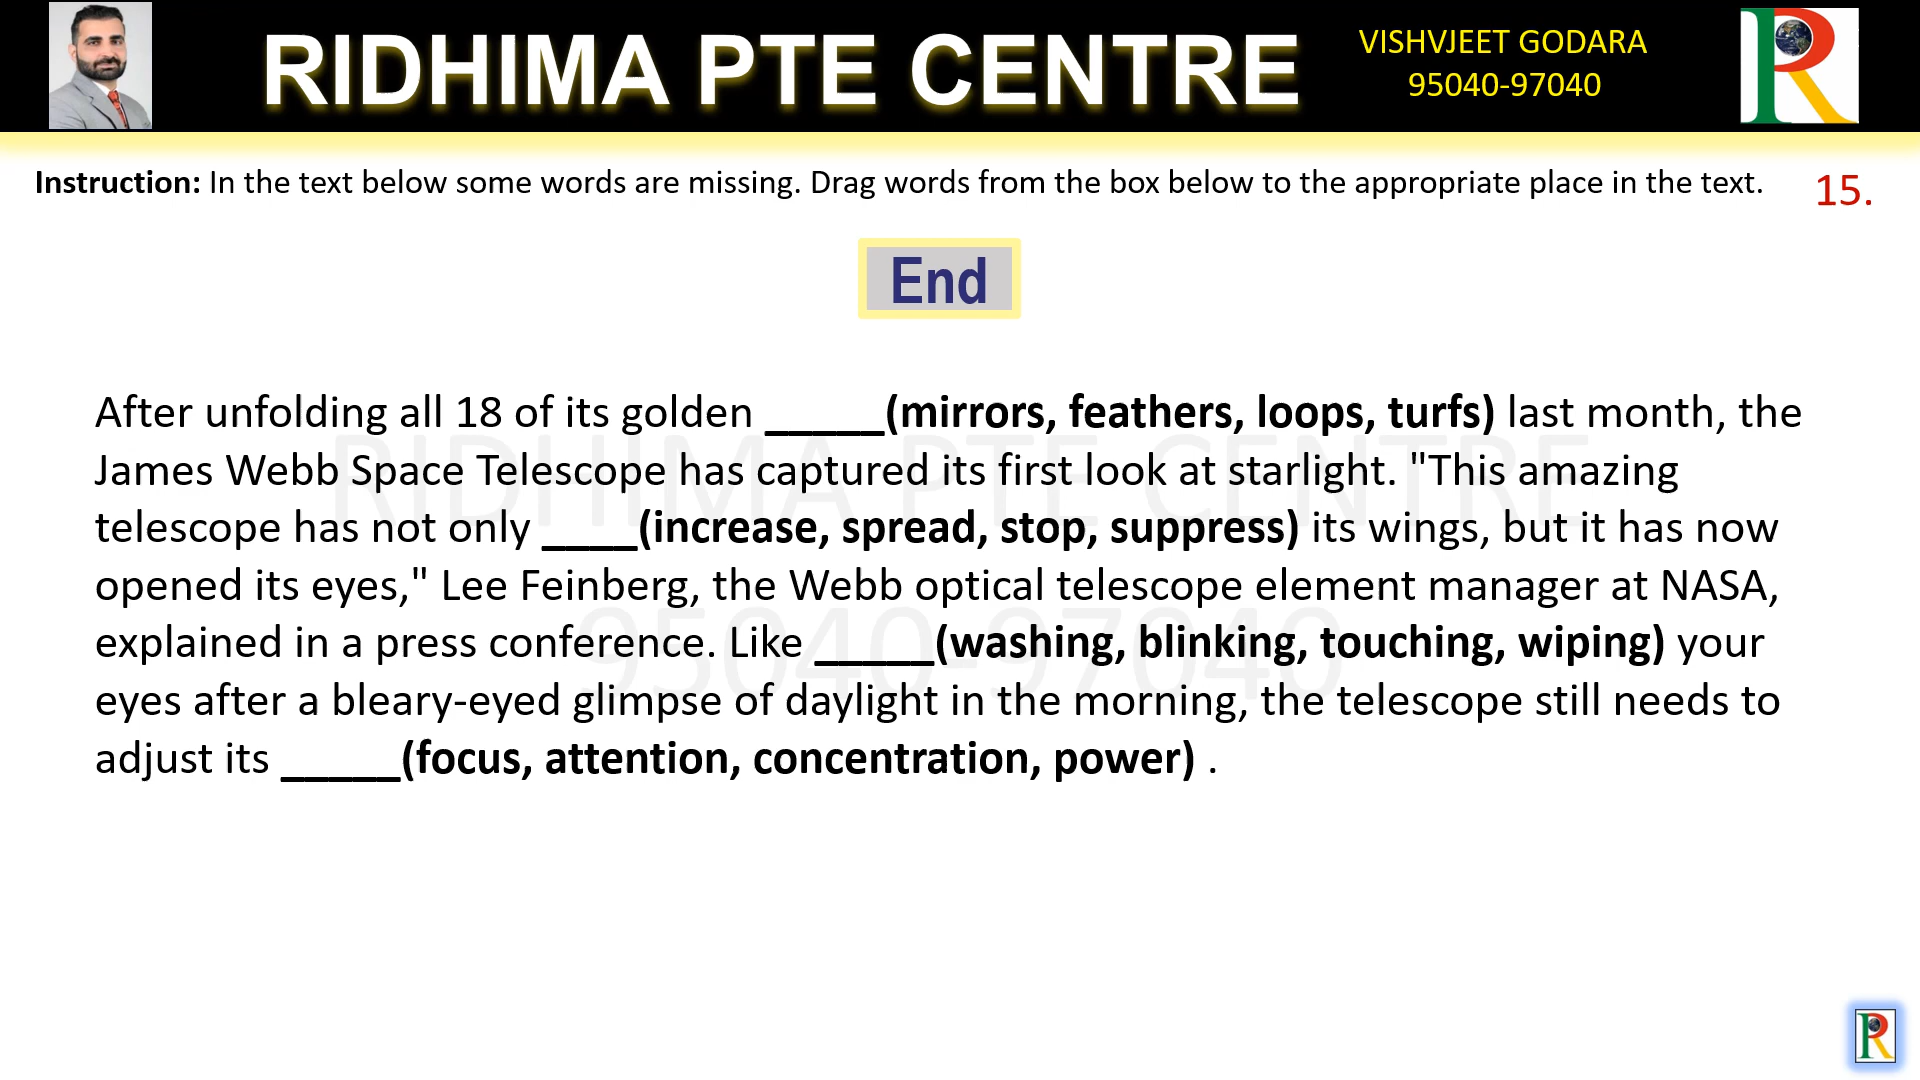 RIDHIMA PTE CENTRE
VISHVJEET GODARA
95040-97040
R
Instruction: In the text below some words are missing. Drag words from the box below to the appropriate place in the text.
15.
End
After unfolding all 18 of its golden _____(mirrors, feathers, loops, turfs) last month, the
James Webb Space Telescope has captured its first look at starlight. "This amazing
telescope has not only ____(increase, spread, stop, suppress) its wings, but it has now
opened its eyes," Lee Feinberg, the Webb optical telescope element manager at NASA,
explained in a press conference. Like _____(washing, blinking, touching, wiping) your
eyes after a bleary-eyed glimpse of daylight in the morning, the telescope still needs to
adjust its _____(focus, attention, concentration, power) .
RIDHIMA PTE CENTRE
95040-97040
R